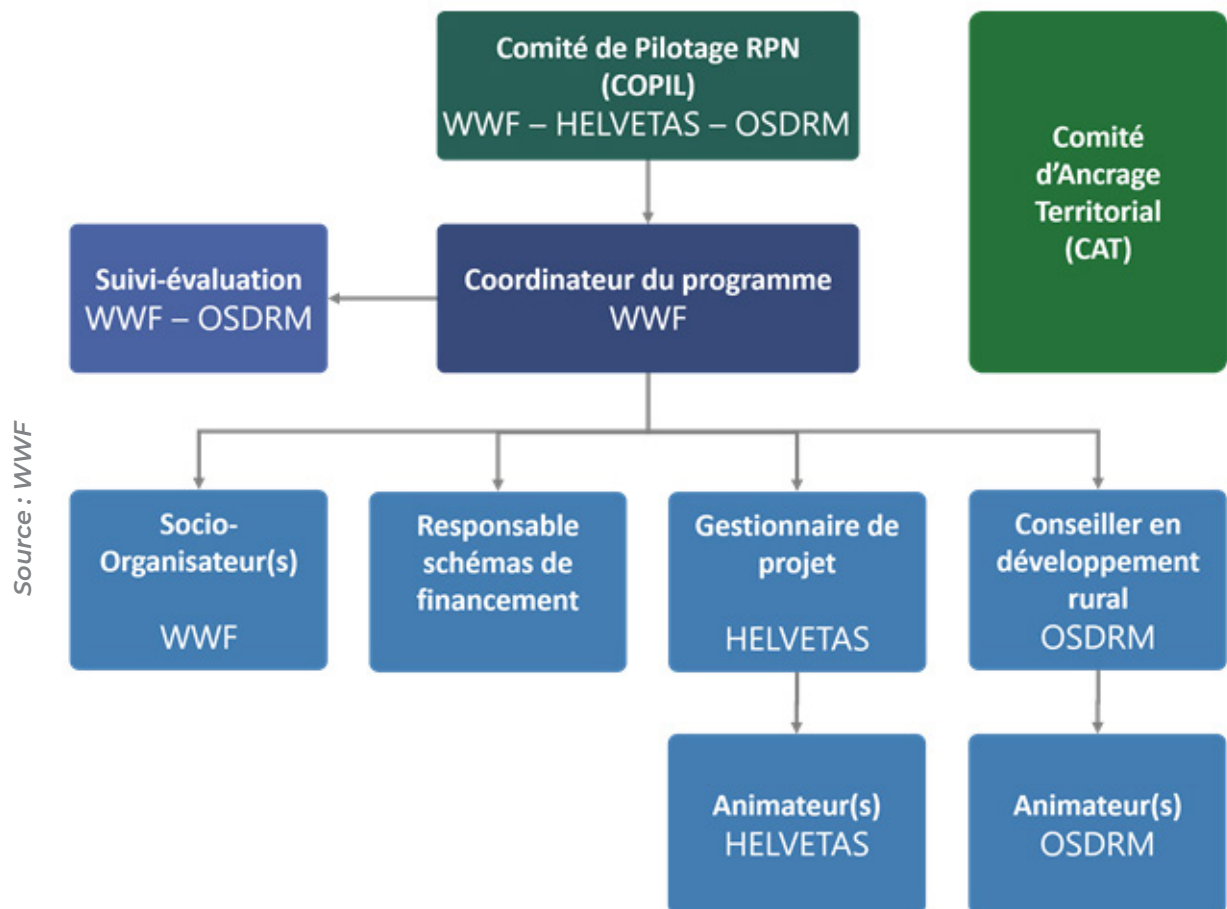 Comité de Pilotage RPN
(COPIL)
WWF – HELVETAS – OSDRM
Comité
d’Ancrage
Territorial
(CAT)
Suivi-évaluation
WWF – OSDRM
Coordinateur du programme
WWF
Source : WWF
Socio-
Organisateur(s)
WWF
Responsable
schémas de
financement
Gestionnaire de
projet
HELVETAS
Conseiller en
développement
rural
OSDRM
Animateur(s)
HELVETAS
Animateur(s)
OSDRM